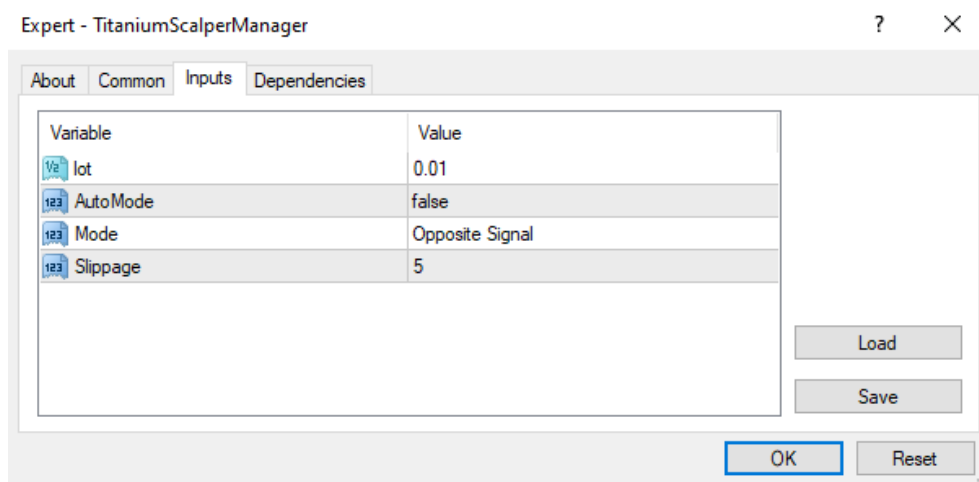 Expert - TitaniumScalperManager ? ×
About Common Inputs Dependencies
Variable Value
lot 0.01
AutoMode false
Mode Opposite Signal
Slippage 5
Load
Save
OK Reset